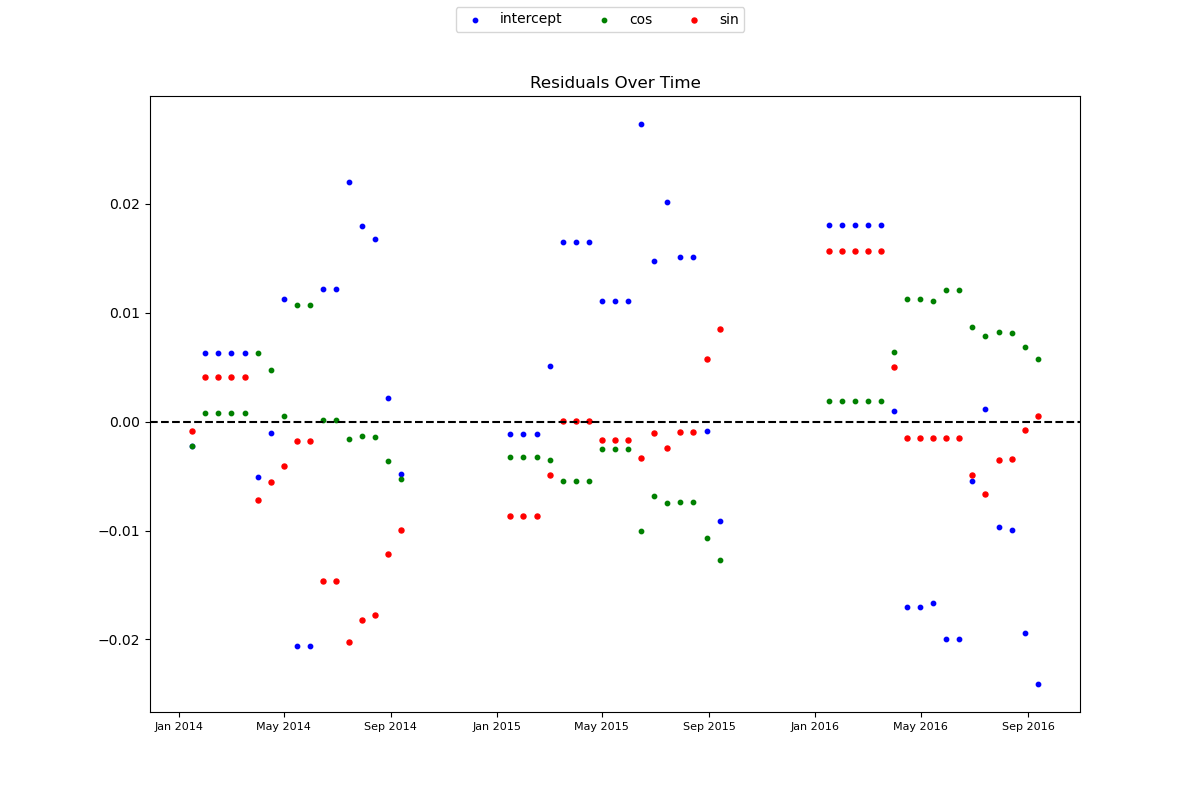 intercept cos sin
Residuals Over Time
0.02
0.01
0.00
−0.01
−0.02
Jan 2014 May 2014 Sep 2014 Jan 2015 May 2015 Sep 2015 Jan 2016 May 2016 Sep 2016